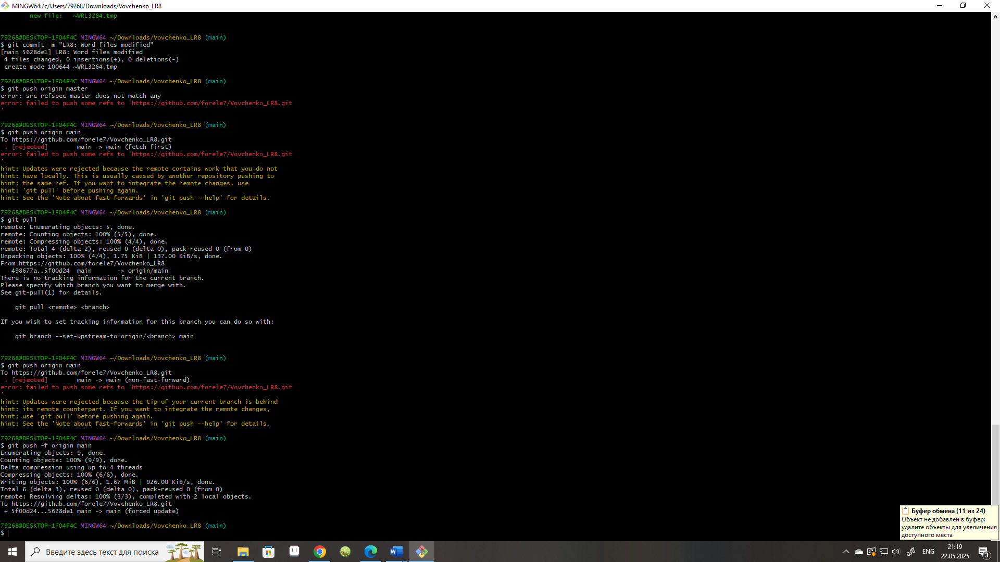 MINGW64:/c/Users/79268/Downloads/Vovchenko_LR8
new file:   ~WRL3264.tmp
79268@DESKTOP-1FO4F4C MINGW64 ~/Downloads/Vovchenko_LR8 (main)
$ git commit -m "LR8: Word files modified"
[main 5628de1] LR8: Word files modified
4 files changed, 0 insertions(+), 0 deletions(-)
create mode 100644 ~WRL3264.tmp
79268@DESKTOP-1FO4F4C MINGW64 ~/Downloads/Vovchenko_LR8 (main)
$ git push origin master
error: src refspec master does not match any
error: failed to push some refs to 'https://github.com/forele7/Vovchenko_LR8.git
'
79268@DESKTOP-1FO4F4C MINGW64 ~/Downloads/Vovchenko_LR8 (main)
$ git push origin main
To https://github.com/forele7/Vovchenko_LR8.git
! [rejected]        main -> main (fetch first)
error: failed to push some refs to 'https://github.com/forele7/Vovchenko_LR8.git
'
hint: Updates were rejected because the remote contains work that you do not
hint: have locally. This is usually caused by another repository pushing to
hint: the same ref. If you want to integrate the remote changes, use
hint: 'git pull' before pushing again.
hint: See the 'Note about fast-forwards' in 'git push --help' for details.
79268@DESKTOP-1FO4F4C MINGW64 ~/Downloads/Vovchenko_LR8 (main)
$ git pull
remote: Enumerating objects: 5, done.
remote: Counting objects: 100% (5/5), done.
remote: Compressing objects: 100% (4/4), done.
remote: Total 4 (delta 2), reused 0 (delta 0), pack-reused 0 (from 0)
Unpacking objects: 100% (4/4), 1.75 KiB | 137.00 KiB/s, done.
From https://github.com/forele7/Vovchenko_LR8
498677a..5f00d24  main       -> origin/main
There is no tracking information for the current branch.
Please specify which branch you want to merge with.
See git-pull(1) for details.
git pull <remote> <branch>
If you wish to set tracking information for this branch you can do so with:
git branch --set-upstream-to=origin/<branch> main
79268@DESKTOP-1FO4F4C MINGW64 ~/Downloads/Vovchenko_LR8 (main)
$ git push origin main
To https://github.com/forele7/Vovchenko_LR8.git
! [rejected]        main -> main (non-fast-forward)
error: failed to push some refs to 'https://github.com/forele7/Vovchenko_LR8.git
'
hint: Updates were rejected because the tip of your current branch is behind
hint: its remote counterpart. If you want to integrate the remote changes,
hint: use 'git pull' before pushing again.
hint: See the 'Note about fast-forwards' in 'git push --help' for details.
79268@DESKTOP-1FO4F4C MINGW64 ~/Downloads/Vovchenko_LR8 (main)
$ git push -f origin main
Enumerating objects: 9, done.
Counting objects: 100% (9/9), done.
Delta compression using up to 4 threads
Compressing objects: 100% (6/6), done.
Writing objects: 100% (6/6), 1.67 MiB | 926.00 KiB/s, done.
Total 6 (delta 3), reused 0 (delta 0), pack-reused 0 (from 0)
remote: Resolving deltas: 100% (3/3), completed with 2 local objects.
To https://github.com/forele7/Vovchenko_LR8.git
+ 5f00d24...5628de1 main -> main (forced update)
79268@DESKTOP-1FO4F4C MINGW64 ~/Downloads/Vovchenko_LR8 (main)
$
Буфер обмена (11 из 24)
Объект не добавлен в буфер:
удалите объекты для увеличения
доступного места
Введите здесь текст для поиска
ENG
21:19
22.05.2025
3